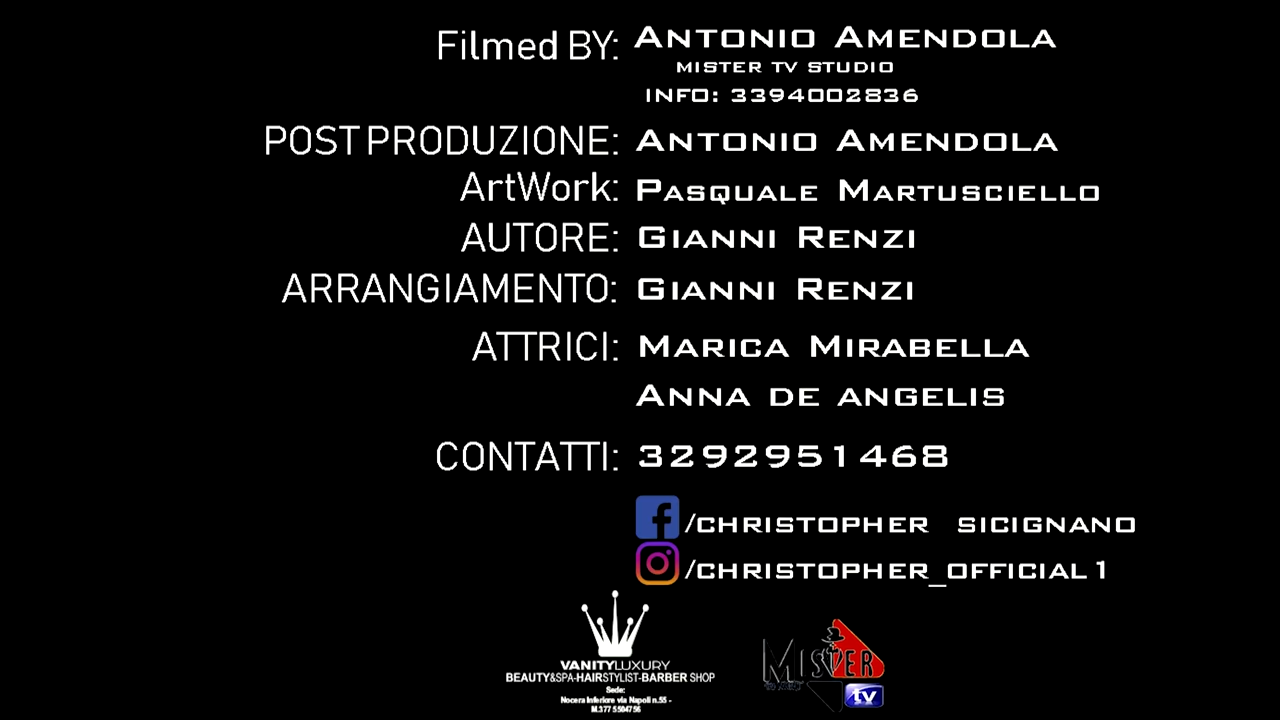 Filmed BY: ANTONIO AMENDOLA
MISTER TV STUDIO
INFO: 3394002836
POST PRODUZIONE: ANTONIO AMENDOLA
ArtWork: PASQUALE MARTUSCIELLO
AUTORE: GIANNI RENZI
ARRANGIAMENTO: GIANNI RENZI
ATTRICI: MARICA MIRABELLA
ANNA DE ANGELIS
CONTATTI: 3292951468
/CHRISTOPHER SICIGNANO
/CHRISTOPHER_OFFICIAL1
VANITYLUXURY
BEAUTY&SPA-HAIRSTYLIST-BARBER SHOP
Sede:
Nocera Inferiore via Napoli n.55 -
M.377 5504756
MISTER
tv